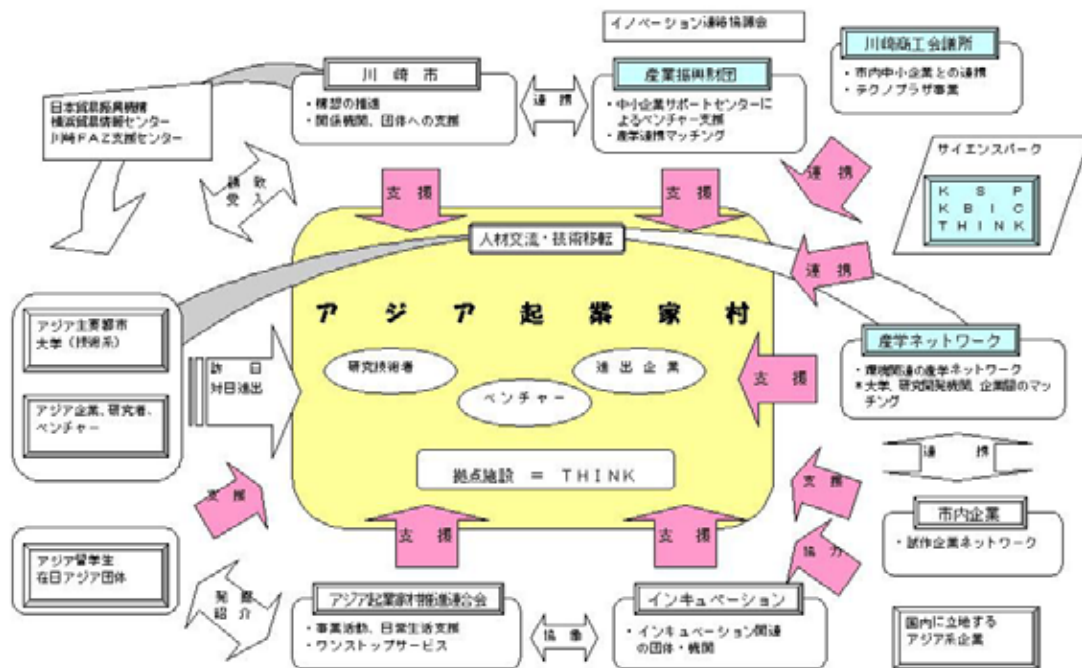 イノベーション連絡協議会
川崎商工会議所
・市内中小企業との連携
・テクノプラザ事業
川崎市
・構想の推進
・関係機関、団体への支援
連携
産業振興財団
・中小企業サポートセンターに
よるベンチャー支援
・産学連携マッチング
日本貿易振興機構
横浜貿易情報センター
川崎FAZ支援センター
誘致
受入
支援
支援
連携
サイエンスパーク
KSP
KBIC
THINK
人材交流・技術移転
連携
アジア起業家村
アジア主要都市
大学（技術系）
アジア企業、研究者、
ベンチャー
訪日
対日進出
研究技術者
進出企業
ベンチャー
支援
産学ネットワーク
・環境関連の産学ネットワーク
＊大学、研究開発機関、企業間のマッ
チング
連携
拠点施設 ＝ THINK
支援
支援
支援
支援
協力
市内企業
・試作企業ネットワーク
アジア留学生
在日アジア団体
発掘
紹介
アジア起業家村推進連合会
・事業活動、日常生活支援
・ワンストップサービス
インキュベーション
・インキュベーション関連
の団体・機関
国内に立地する
アジア系企業